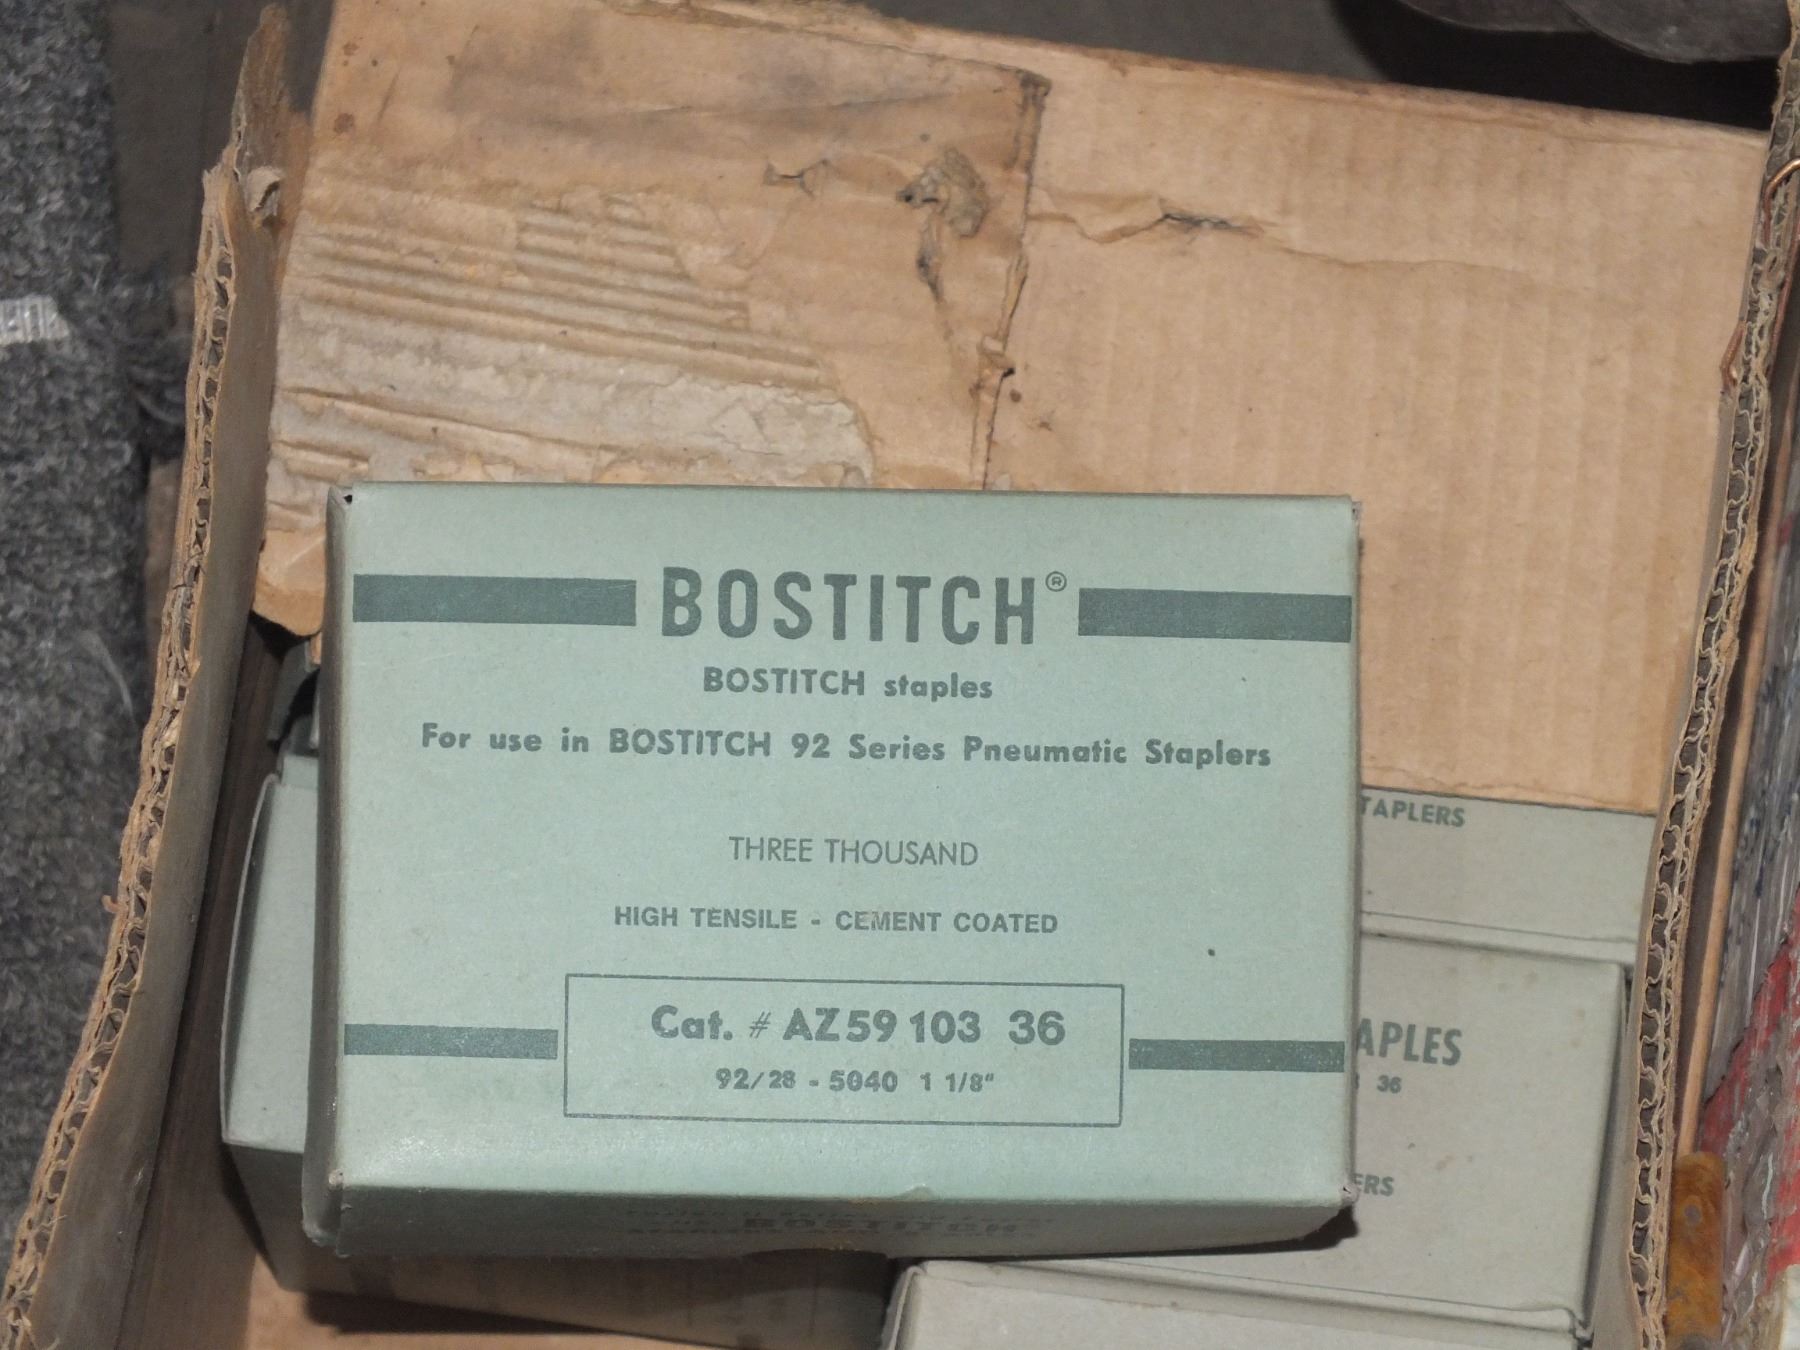 BOSTITCH®
BOSTITCH staples
For use in BOSTITCH 92 Series Pneumatic Staplers
THREE THOUSAND
HIGH TENSILE - CEMENT COATED
Cat. # AZ59 103 36
92/28 - 5040 1 1/8"
BOSTITCH
TAPLERS
APLES
36
ERS